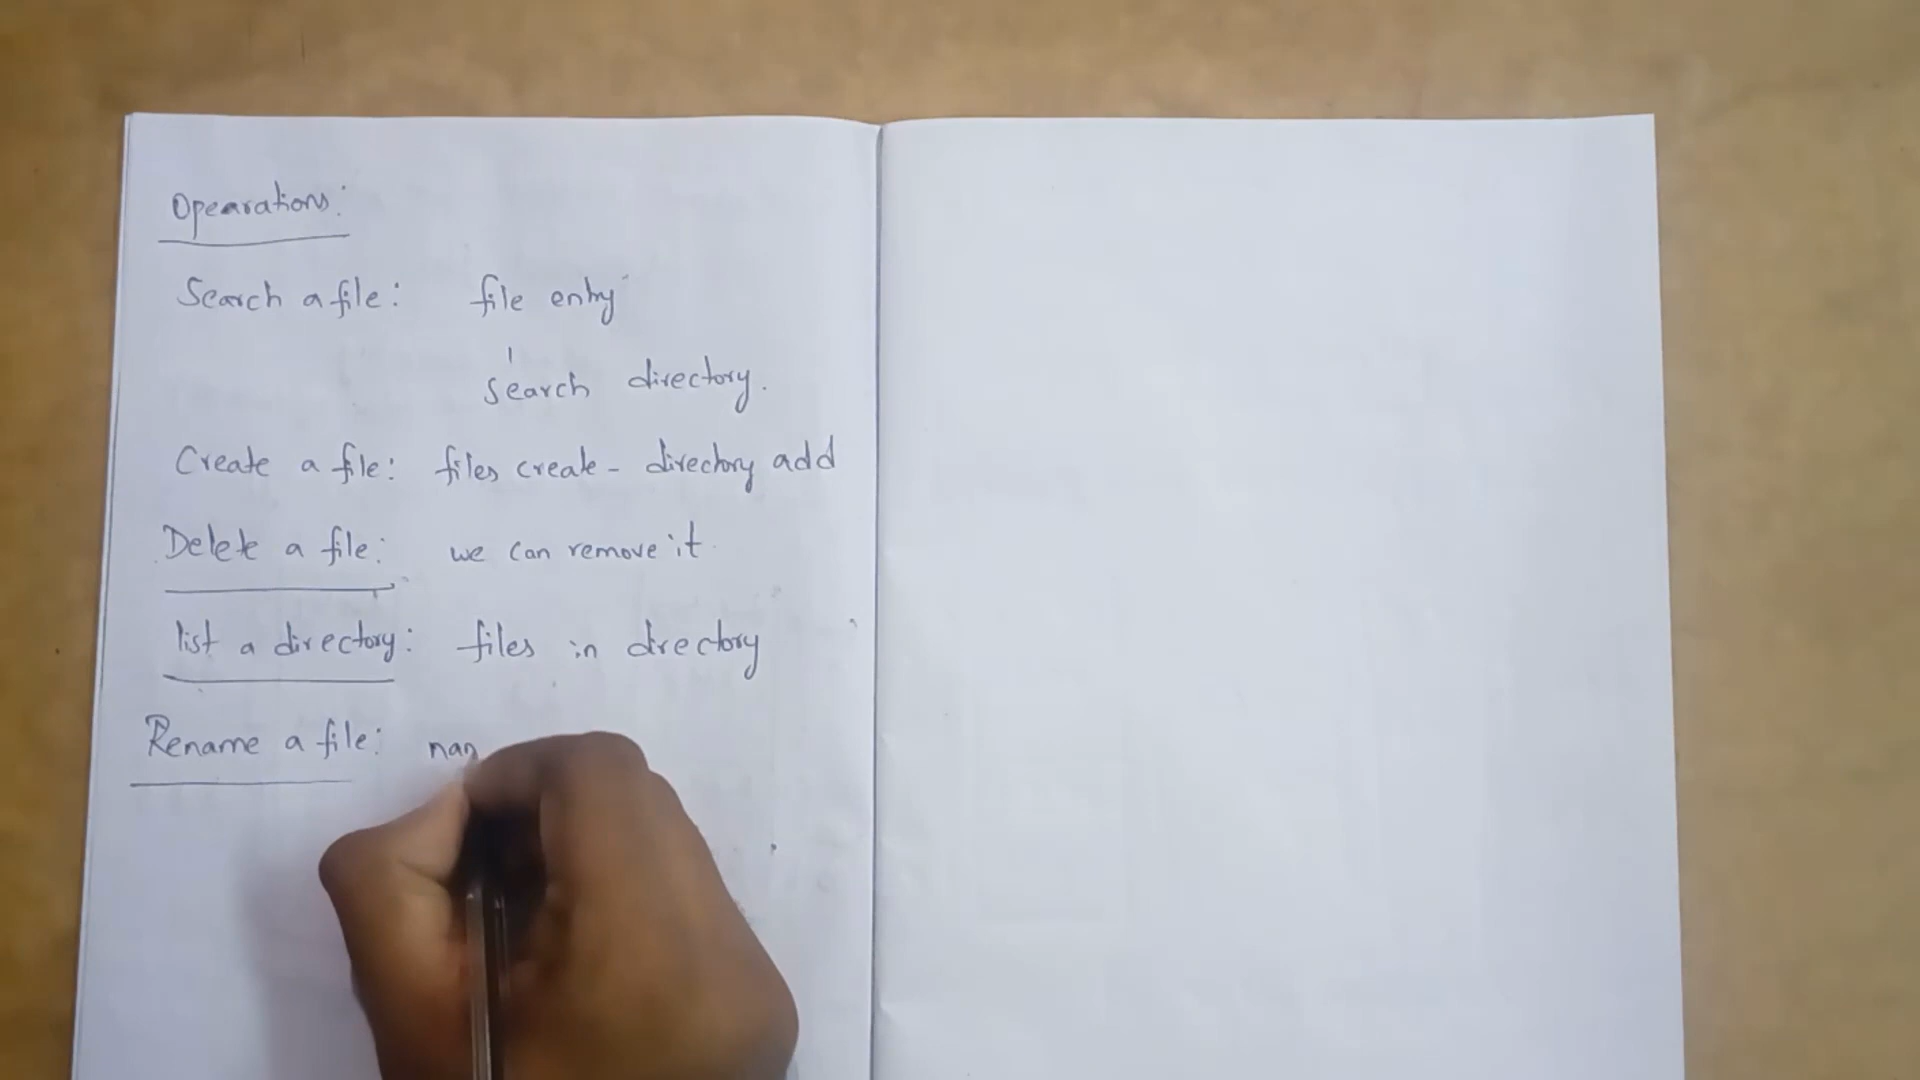 Opearations:
Search a file: file entry
search directory.
Create a file: files create - directory add
Delete a file: we can remove it.
list a directory: files in directory
Rename a file: